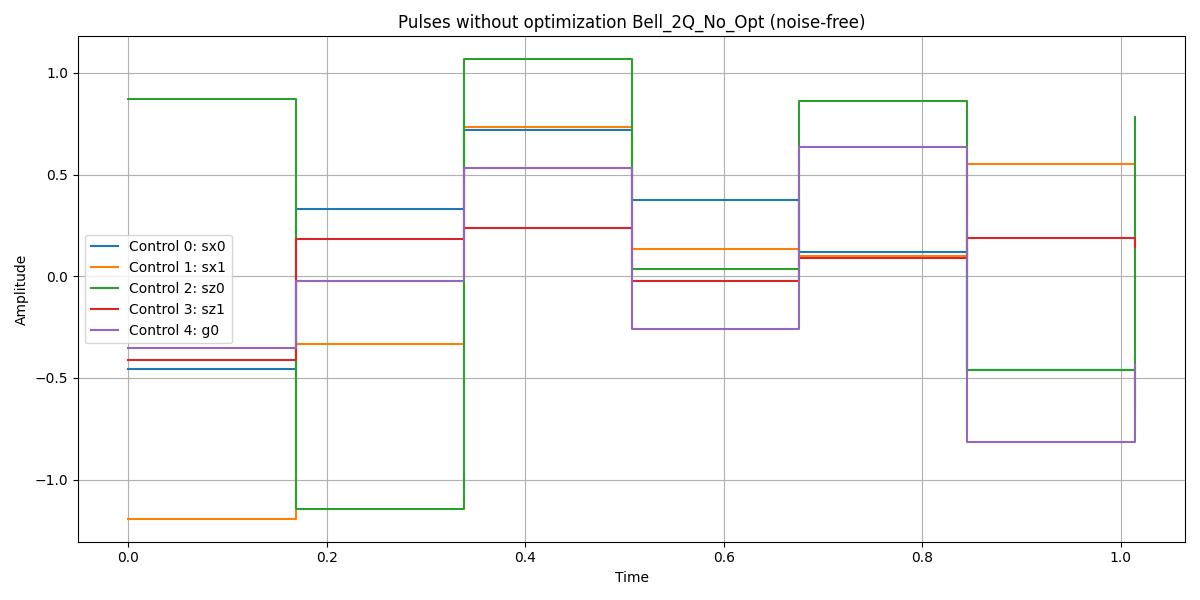 Pulses without optimization Bell_2Q_No_Opt (noise-free)
Amplitude
1.0
0.5
0.0
−0.5
−1.0
Control 0: sx0
Control 1: sx1
Control 2: sz0
Control 3: sz1
Control 4: g0
0.0 0.2 0.4 0.6 0.8 1.0
Time